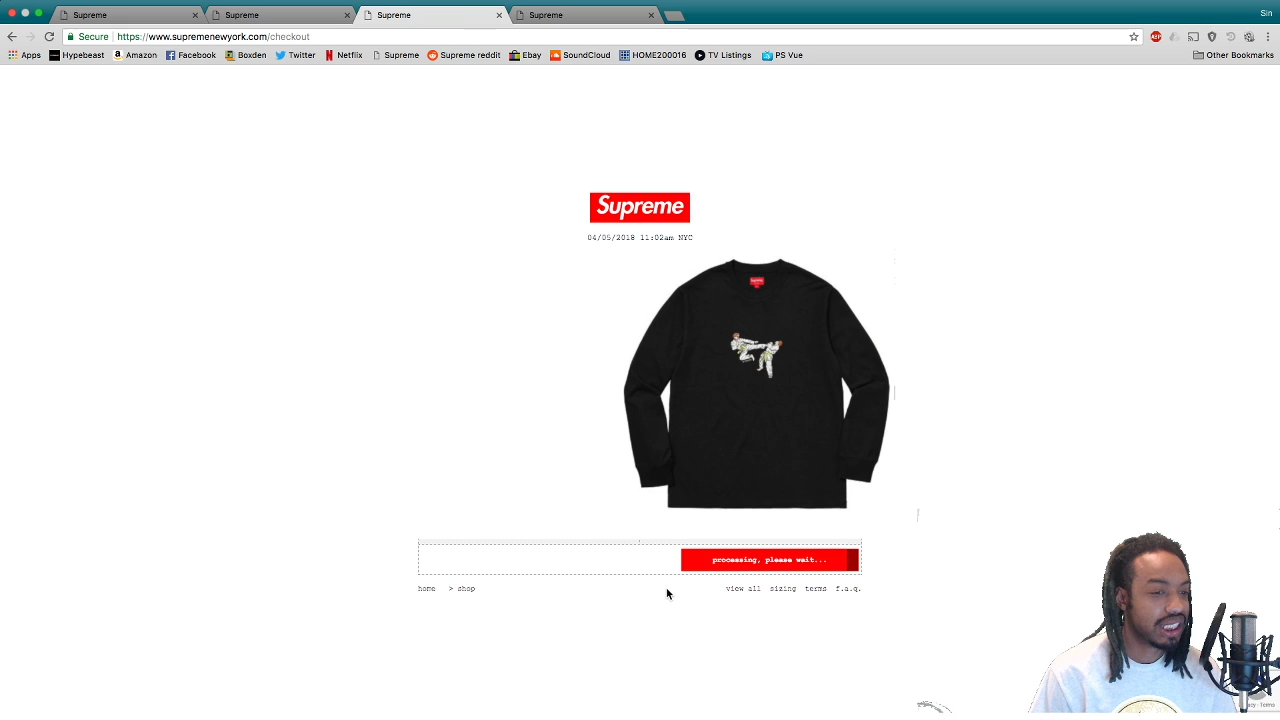 Supreme
Supreme
Supreme
Supreme
Sin
Secure
https://www.supremenewyork.com/checkout
Apps
Hypebeast
Amazon
Facebook
Boxden
Twitter
Netflix
Supreme
Supreme reddit
Ebay
SoundCloud
HOME200016
TV Listings
PS Vue
Other Bookmarks
Supreme
04/05/2018 11:02am NYC
processing, please wait...
home > shop
view all sizing terms f.a.q.
Terms